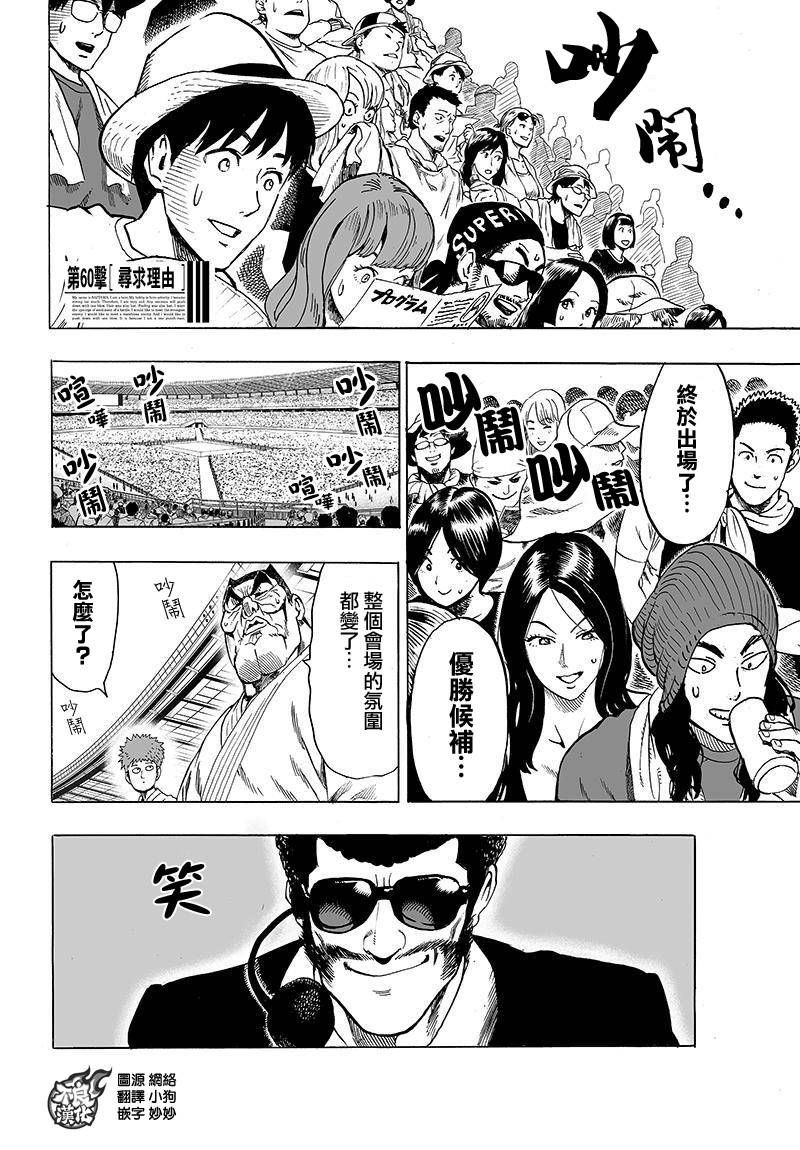 吵鬧…
SUPER
プログラム
第60擊[尋求理由]
終於出場了…
吵鬧
吵鬧
優勝候補…
吵鬧
喧嘩
吵鬧
吵鬧
吵鬧
喧嘩
整個會場的氛圍
都變了…
吵鬧
怎麼了?
吵鬧
笑
圖源 網絡
翻譯 小狗
嵌字 妙妙
漢化